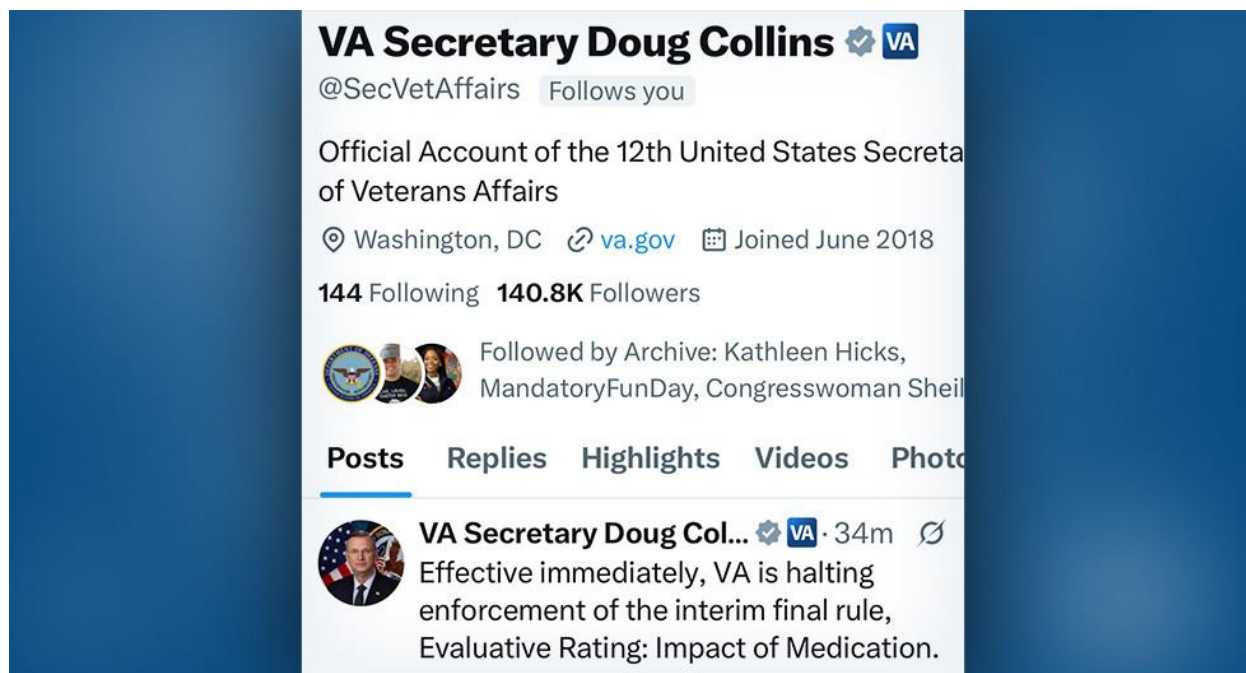 VA Secretary Doug Collins VA
@SecVetAffairs Follows you
Official Account of the 12th United States Secreta
of Veterans Affairs
Washington, DC va.gov Joined June 2018
144 Following 140.8K Followers
Followed by Archive: Kathleen Hicks,
MandatoryFunDay, Congresswoman Sheil
Posts Replies Highlights Videos Photo
VA Secretary Doug Col... VA · 34m
Effective immediately, VA is halting
enforcement of the interim final rule,
Evaluative Rating: Impact of Medication.